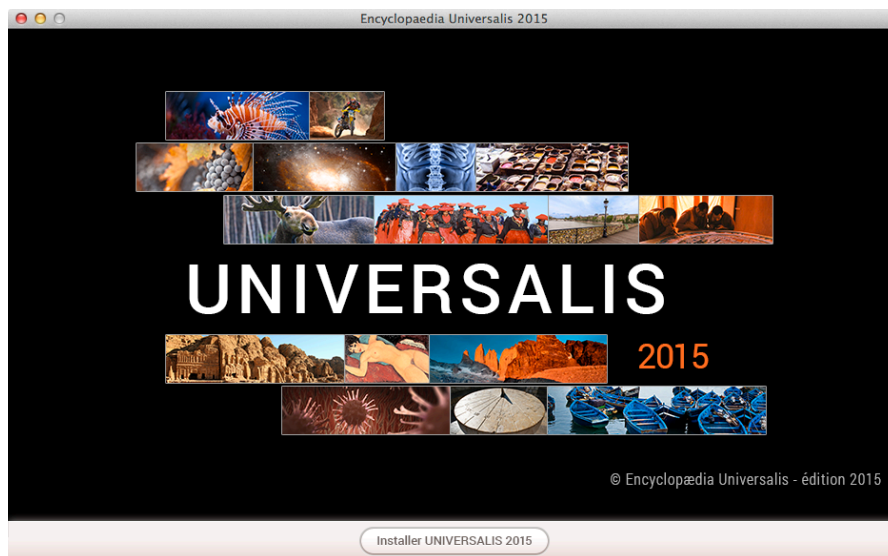 Encyclopaedia Universalis 2015
UNIVERSALIS
2015
© Encyclopædia Universalis - édition 2015
Installer UNIVERSALIS 2015